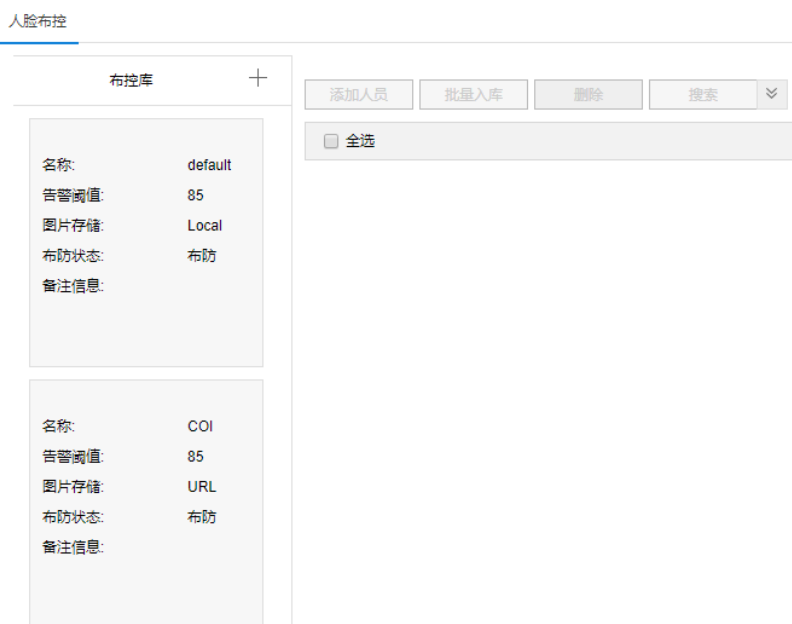 人脸布控
布控库
添加人员 批量入库 删除 搜索
全选
名称: default
告警阈值: 85
图片存储: Local
布防状态: 布防
备注信息:
名称: COI
告警阈值: 85
图片存储: URL
布防状态: 布防
备注信息: